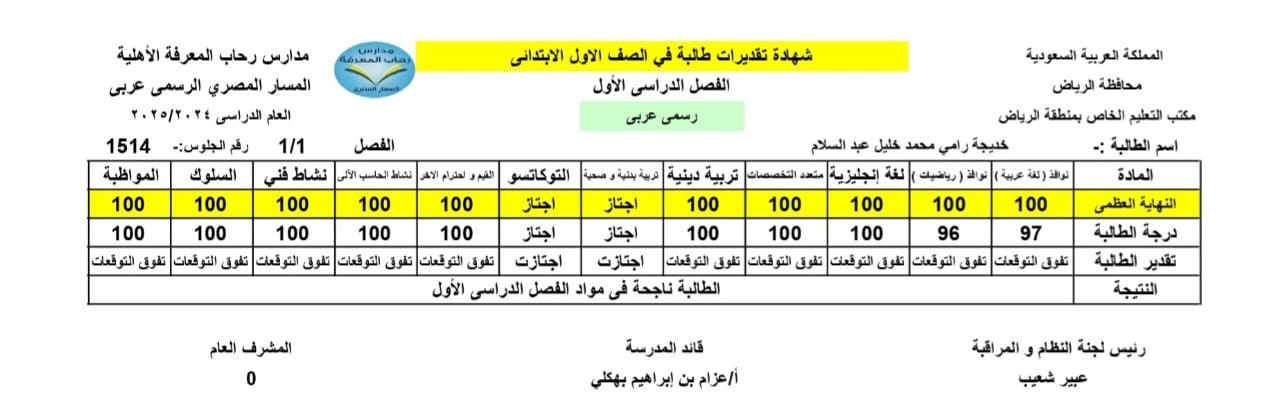 المملكة العربية السعودية
محافظة الرياض
مكتب التعليم الخاص بمنطقة الرياض
شهادة تقديرات طالبة في الصف الاول الابتدائى
الفصل الدراسى الأول
رسمى عربى
مدارس رحاب المعرفة
المسار المصري
مدارس رحاب المعرفة الأهلية
المسار المصري الرسمى عربى
العام الدراسى ٢٠٢٥/٢٠٢٤
اسم الطالبة :- خديجة رامي محمد خليل عبد السلام الفصل 1/1 رقم الجلوس:- 1514
المادة نوافذ ( لغة عربية ) نوافذ ( رياضيات ) لغة إنجليزية متعدد التخصصات تربية دينية تربية بدنية و صحية التوكاتسو القيم و احترام الاخر نشاط الحاسب الآلى نشاط فني السلوك المواظبة
النهاية العظمى 100 100 100 100 100 اجتاز اجتاز 100 100 100 100 100
درجة الطالبة 97 96 100 100 100 اجتاز اجتاز 100 100 100 100 100
تقدير الطالبة تفوق التوقعات تفوق التوقعات تفوق التوقعات تفوق التوقعات تفوق التوقعات اجتازت اجتازت تفوق التوقعات تفوق التوقعات تفوق التوقعات تفوق التوقعات تفوق التوقعات
النتيجة الطالبة ناجحة فى مواد الفصل الدراسى الأول
رئيس لجنة النظام و المراقبة قائد المدرسة المشرف العام
عبير شعيب أ/عزام بن إبراهيم بهكلي 0